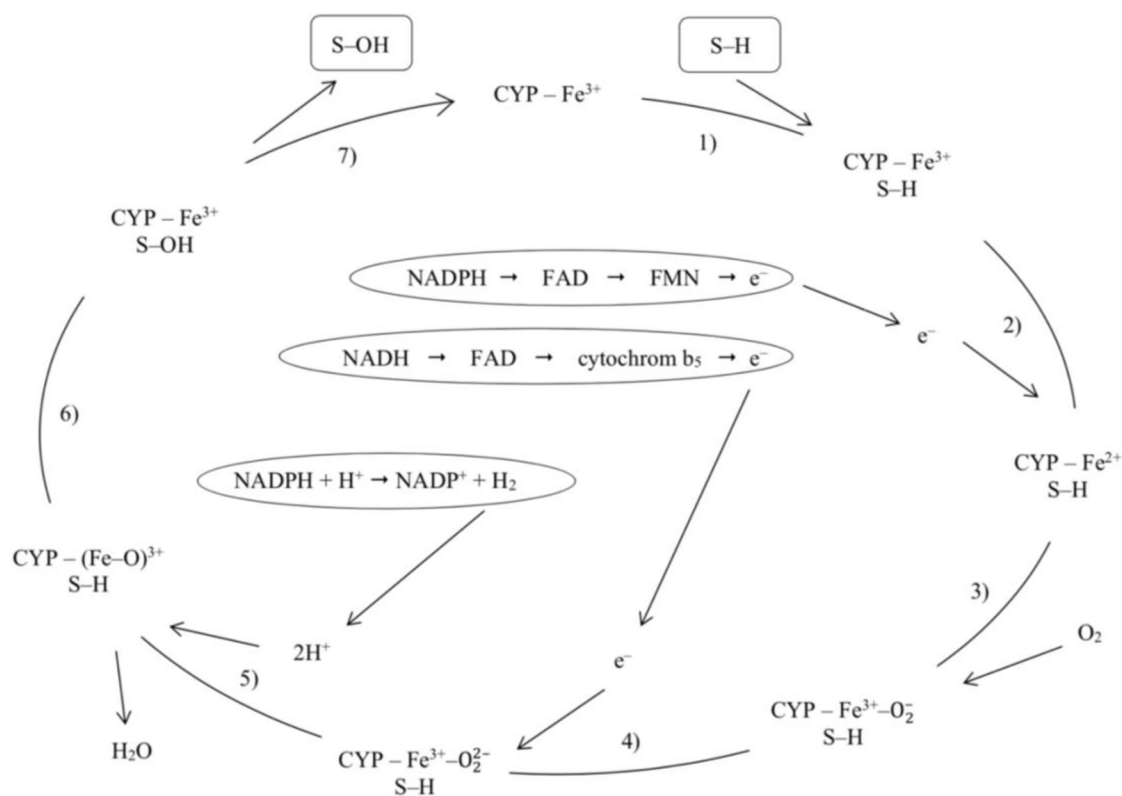 S–OH
S–H
CYP – Fe³⁺
7)
1)
CYP – Fe³⁺
S–H
CYP – Fe³⁺
S–OH
NADPH → FAD → FMN → e⁻
e⁻
2)
NADH → FAD → cytochrom b₅ → e⁻
6)
CYP – Fe²⁺
S–H
NADPH + H⁺ → NADP⁺ + H₂
CYP – (Fe–O)³⁺
S–H
3)
O₂
2H⁺
e⁻
5)
CYP – Fe³⁺–O₂⁻
S–H
4)
H₂O
CYP – Fe³⁺–O₂²⁻
S–H